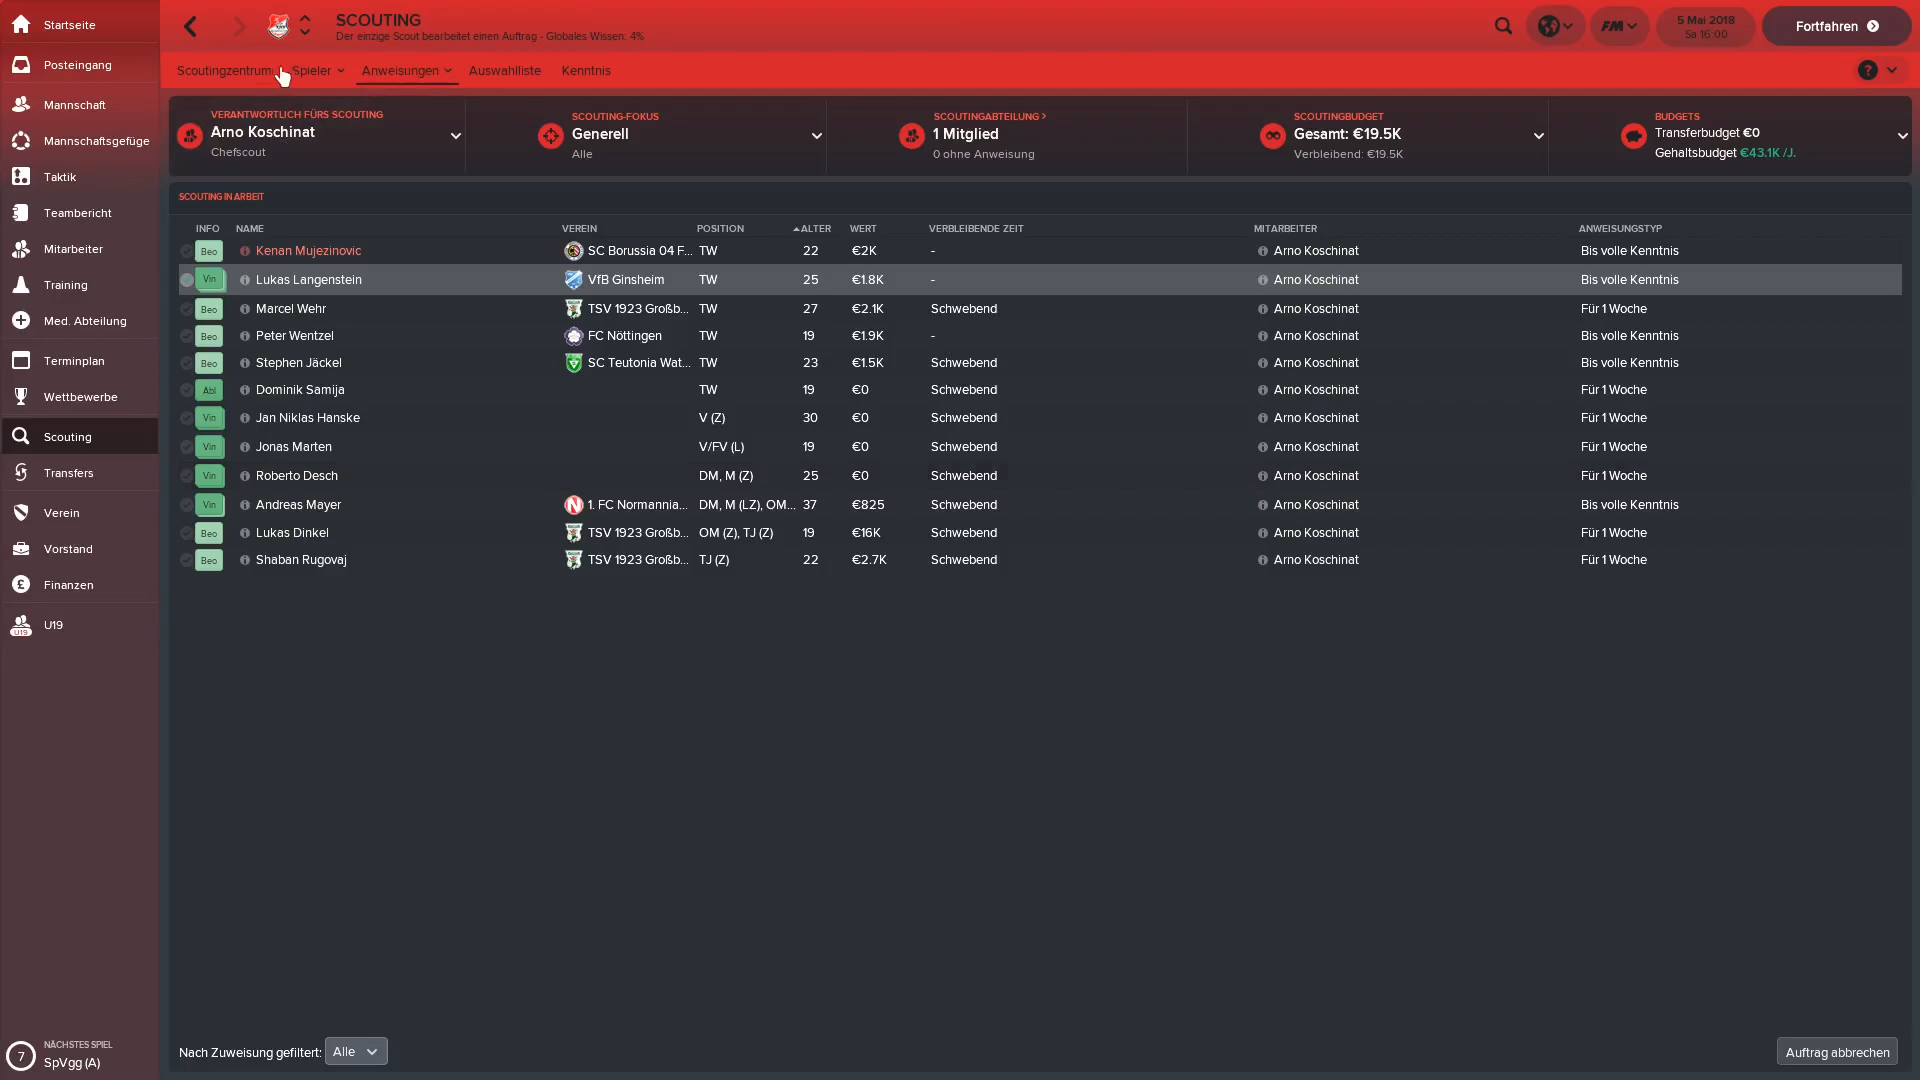 Startseite
Posteingang
Mannschaft
Mannschaftsgefüge
Taktik
Teambericht
Mitarbeiter
Training
Med. Abteilung
Terminplan
Wettbewerbe
Scouting
Transfers
Verein
Vorstand
Finanzen
U19
U19
NÄCHSTES SPIEL
7 SpVgg (A)
SCOUTING
Der einzige Scout bearbeitet einen Auftrag - Globales Wissen: 4%
FM
5 Mai 2018
Sa 16:00
Fortfahren
Scoutingzentrum Spieler Anweisungen Auswahlliste Kenntnis
?
VERANTWORTLICH FÜRS SCOUTING
Arno Koschinat
Chefscout
SCOUTING-FOKUS
Generell
Alle
SCOUTINGABTEILUNG >
1 Mitglied
0 ohne Anweisung
SCOUTINGBUDGET
Gesamt: €19.5K
Verbleibend: €19.5K
BUDGETS
Transferbudget €0
Gehaltsbudget €43.1K /J.
SCOUTING IN ARBEIT
INFO NAME VEREIN POSITION ALTER WERT VERBLEIBENDE ZEIT MITARBEITER ANWEISUNGSTYP
Beo Kenan Mujezinovic SC Borussia 04 F... TW 22 €2K - Arno Koschinat Bis volle Kenntnis
Vin Lukas Langenstein VfB Ginsheim TW 25 €1.8K - Arno Koschinat Bis volle Kenntnis
Beo Marcel Wehr TSV 1923 Großb... TW 27 €2.1K Schwebend Arno Koschinat Für 1 Woche
Beo Peter Wentzel FC Nöttingen TW 19 €1.9K - Arno Koschinat Bis volle Kenntnis
Beo Stephen Jäckel SC Teutonia Wat... TW 23 €1.5K Schwebend Arno Koschinat Bis volle Kenntnis
Abl Dominik Samija TW 19 €0 Schwebend Arno Koschinat Für 1 Woche
Vin Jan Niklas Hanske V (Z) 30 €0 Schwebend Arno Koschinat Für 1 Woche
Vin Jonas Marten V/FV (L) 19 €0 Schwebend Arno Koschinat Für 1 Woche
Vin Roberto Desch DM, M (Z) 25 €0 Schwebend Arno Koschinat Für 1 Woche
Vin Andreas Mayer 1. FC Normannia... DM, M (LZ), OM... 37 €825 Schwebend Arno Koschinat Bis volle Kenntnis
Beo Lukas Dinkel TSV 1923 Großb... OM (Z), TJ (Z) 19 €16K Schwebend Arno Koschinat Für 1 Woche
Beo Shaban Rugovaj TSV 1923 Großb... TJ (Z) 22 €2.7K Schwebend Arno Koschinat Für 1 Woche
Nach Zuweisung gefiltert: Alle
Auftrag abbrechen